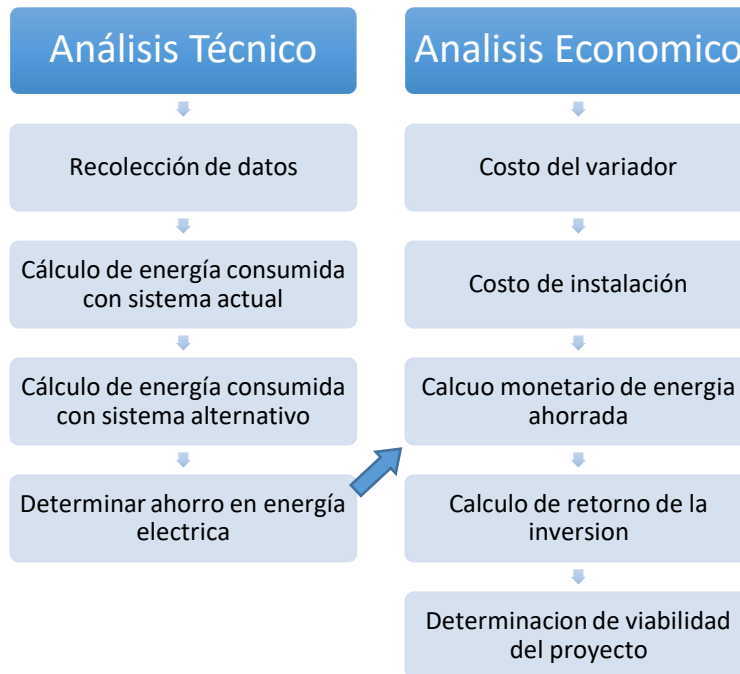 Análisis Técnico
Recolección de datos
Cálculo de energía consumida
con sistema actual
Cálculo de energía consumida
con sistema alternativo
Determinar ahorro en energía
electrica
Analisis Economico
Costo del variador
Costo de instalación
Calcuo monetario de energia
ahorrada
Calculo de retorno de la
inversion
Determinacion de viabilidad
del proyecto